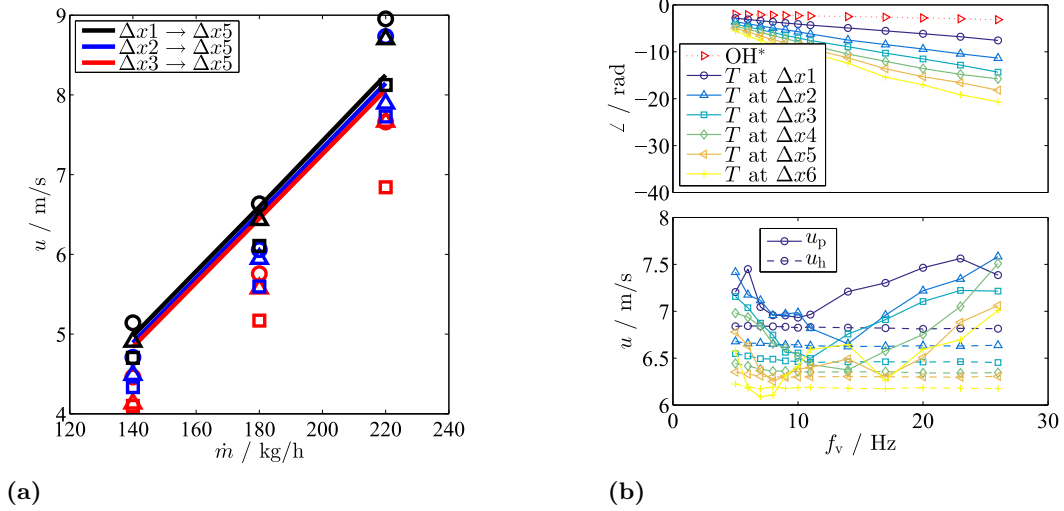 9
8
7
6
5
4
u / m/s
Δx1 → Δx5
Δx2 → Δx5
Δx3 → Δx5
120 140 160 180 200 220 240
ṁ / kg/h
(a)
0
−10
−20
−30
−40
∠ / rad
OH*
T at Δx1
T at Δx2
T at Δx3
T at Δx4
T at Δx5
T at Δx6
8
7.5
7
6.5
6
u / m/s
u_p
u_h
0 10 20 30
f_v / Hz
(b)